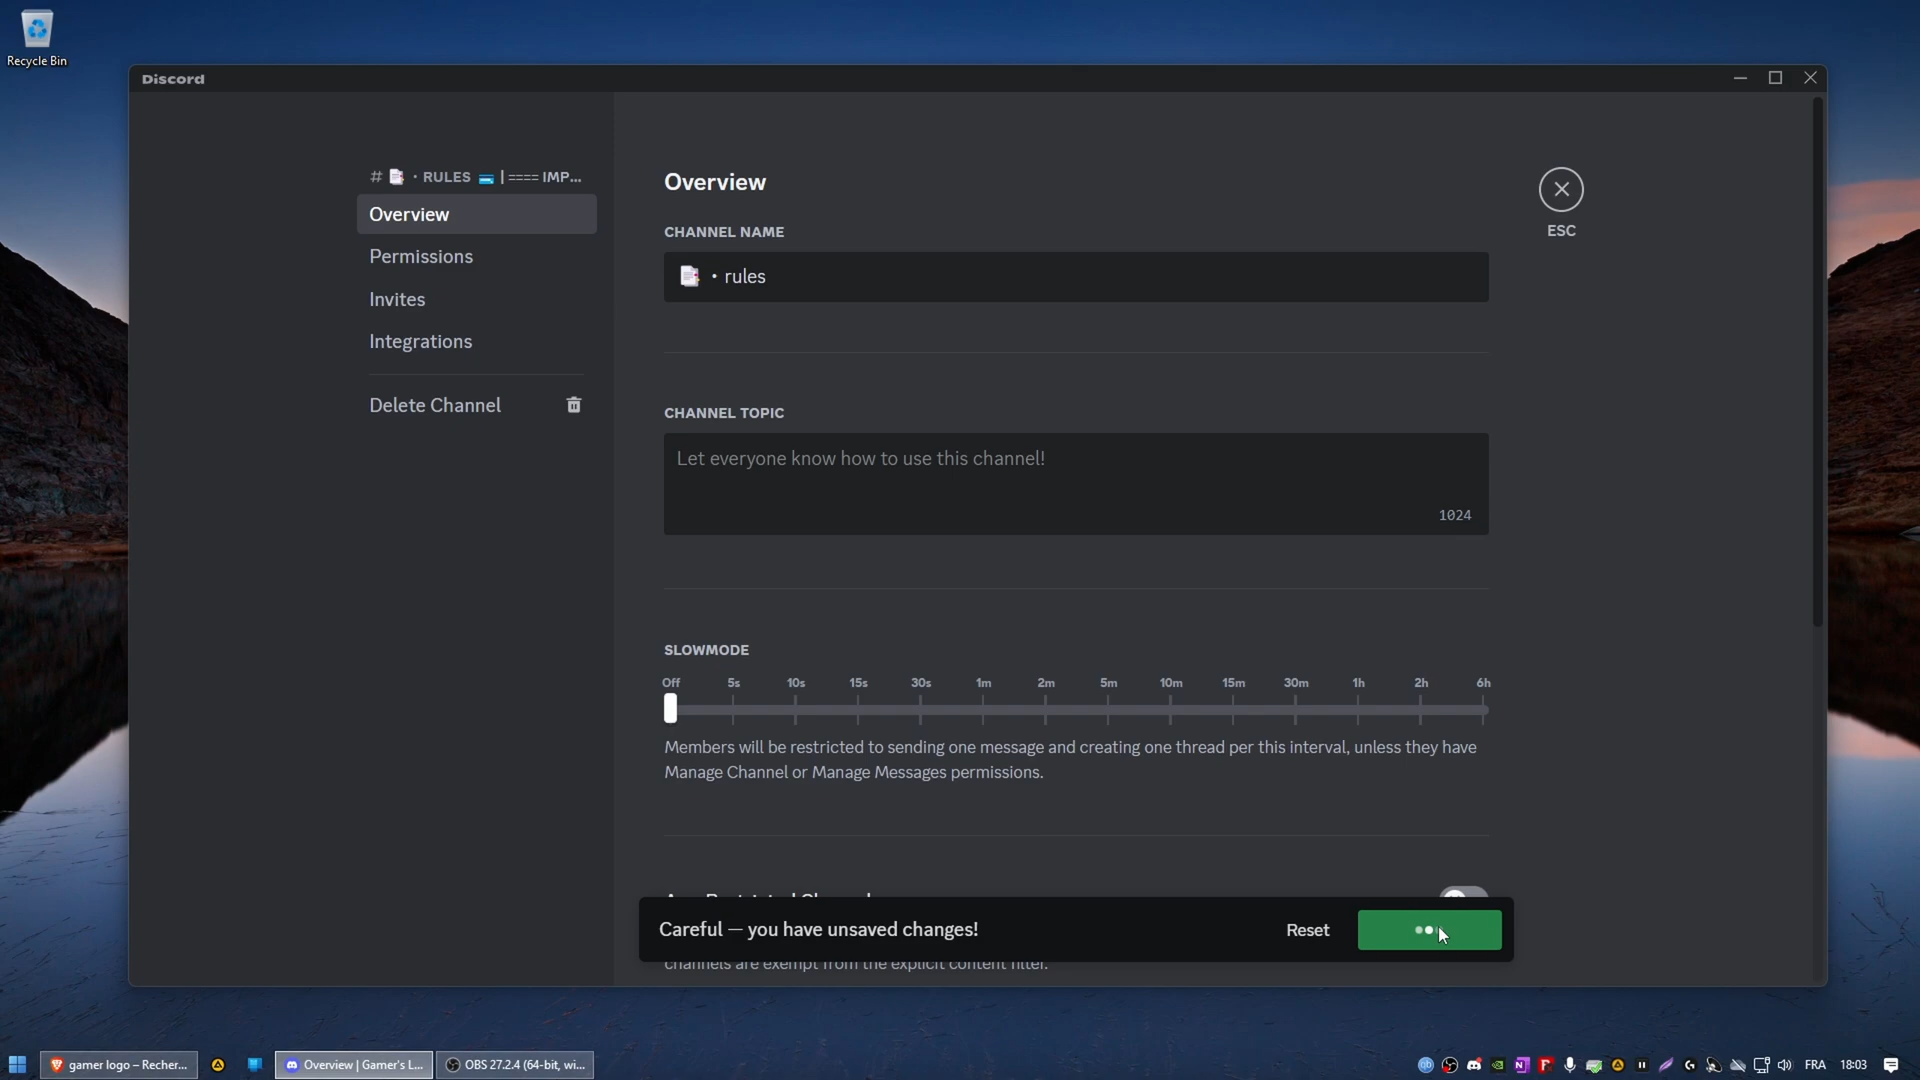 Recycle Bin
Discord
# 📑 · RULES 💳 | ==== IMP...
Overview
Permissions
Invites
Integrations
Delete Channel
Overview
ESC
CHANNEL NAME
📑 · rules
CHANNEL TOPIC
Let everyone know how to use this channel!
1024
SLOWMODE
Off 5s 10s 15s 30s 1m 2m 5m 10m 15m 30m 1h 2h 6h
Members will be restricted to sending one message and creating one thread per this interval, unless they have
Manage Channel or Manage Messages permissions.
Careful — you have unsaved changes!
Reset
channels are exempt from the explicit content filter.
gamer logo – Recher...
Overview | Gamer's L...
OBS 27.2.4 (64-bit, wi...
FRA
18:03